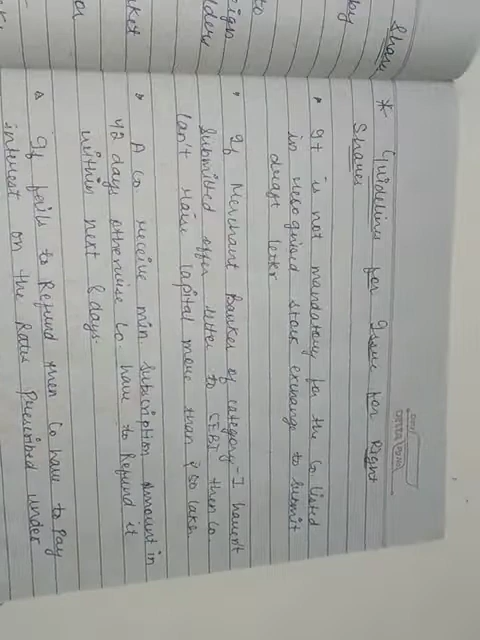 * Guidelines for Issue for Right
Shares
• It is not mandatory for the Co listed
in recognised stock exchange to submit
draft letter
• If Merchant Banker of category-I haven't
submitted offer letter to SEBI then Co
can't raise capital more than 50 lakh
• A Co. receive min subscription amount in
42 days otherwise Co. have to Refund it
within next 8 days.
• If fails to Refund then Co have to Pay
interest on the Rates Prescribed under